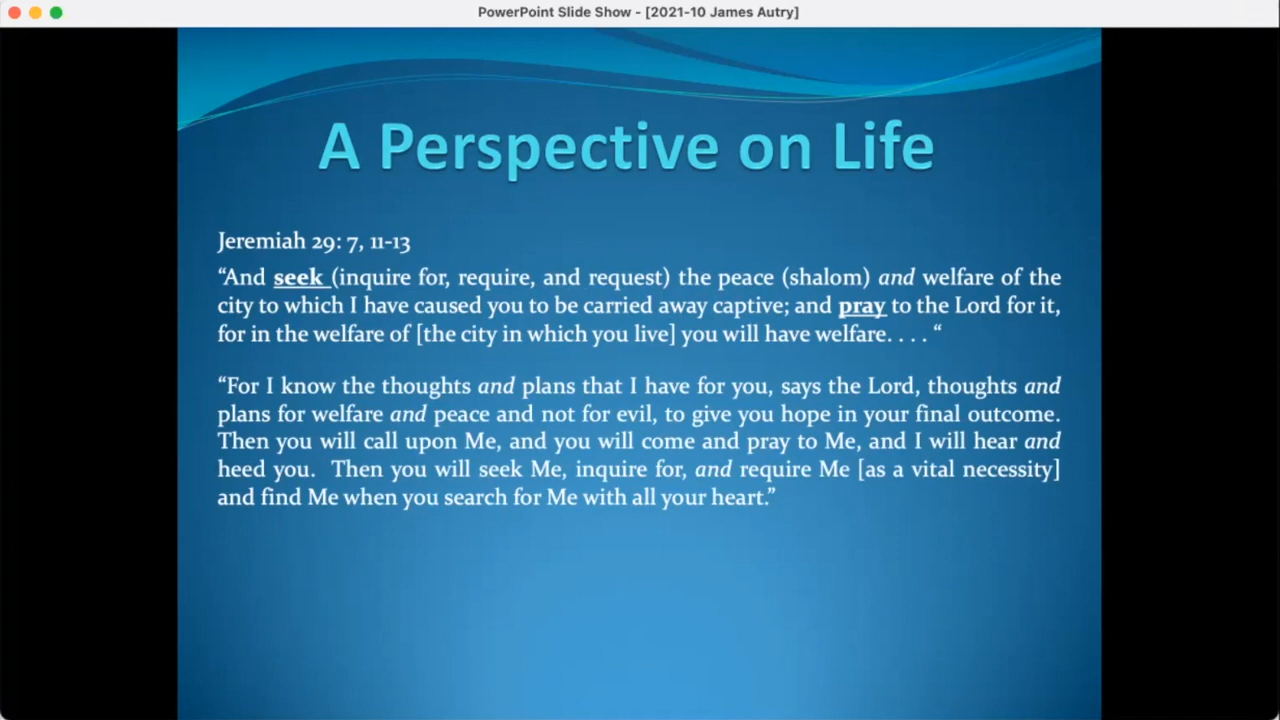 PowerPoint Slide Show - [2021-10 James Autry]
A Perspective on Life
Jeremiah 29: 7, 11-13
“And seek (inquire for, require, and request) the peace (shalom) and welfare of the
city to which I have caused you to be carried away captive; and pray to the Lord for it,
for in the welfare of [the city in which you live] you will have welfare. . . . “
“For I know the thoughts and plans that I have for you, says the Lord, thoughts and
plans for welfare and peace and not for evil, to give you hope in your final outcome.
Then you will call upon Me, and you will come and pray to Me, and I will hear and
heed you.  Then you will seek Me, inquire for, and require Me [as a vital necessity]
and find Me when you search for Me with all your heart.”